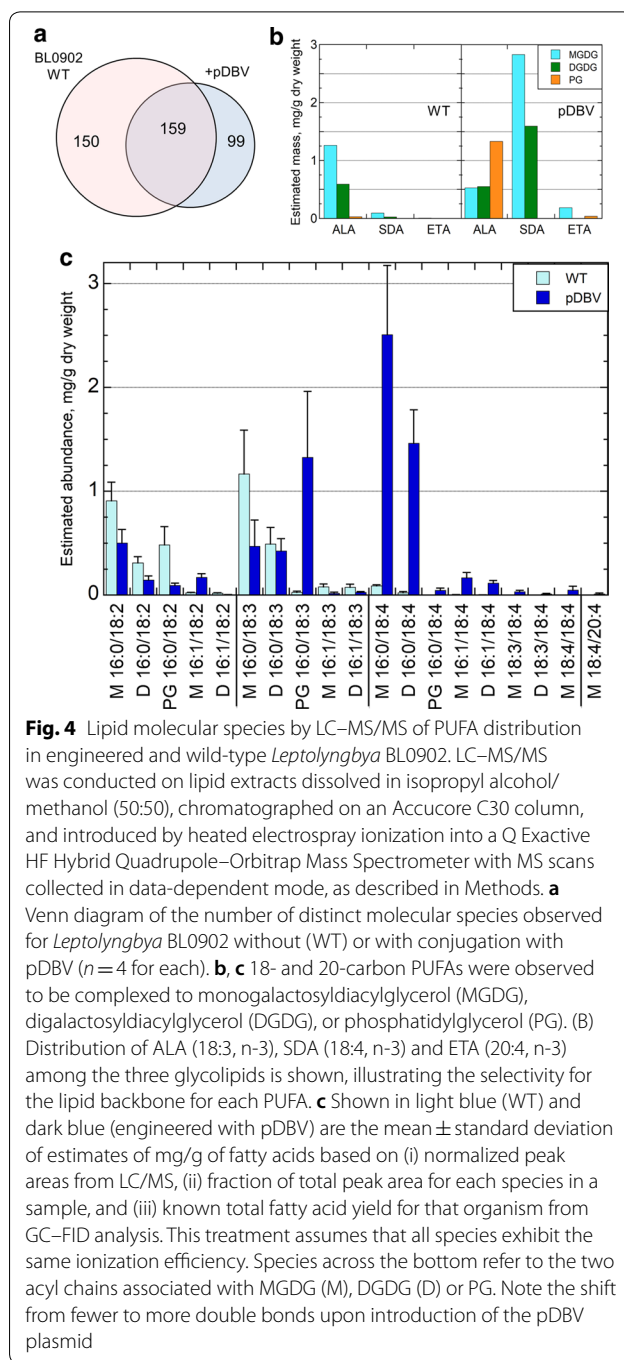 a
BL0902
WT
+pDBV
150
159
99
b
Estimated mass, mg/g dry weight
3
2
1
0
MGDG
DGDG
PG
WT
pDBV
ALA SDA ETA ALA SDA ETA
c
Estimated abundance, mg/g dry weight
3
2
1
0
WT
pDBV
M 16:0/18:2
D 16:0/18:2
PG 16:0/18:2
M 16:1/18:2
D 16:1/18:2
M 16:0/18:3
D 16:0/18:3
PG 16:0/18:3
M 16:1/18:3
D 16:1/18:3
M 16:0/18:4
D 16:0/18:4
PG 16:0/18:4
M 16:1/18:4
D 16:1/18:4
M 18:3/18:4
D 18:3/18:4
M 18:4/18:4
M 18:4/20:4
Fig. 4 Lipid molecular species by LC–MS/MS of PUFA distribution
in engineered and wild-type Leptolyngbya BL0902. LC–MS/MS
was conducted on lipid extracts dissolved in isopropyl alcohol/
methanol (50:50), chromatographed on an Accucore C30 column,
and introduced by heated electrospray ionization into a Q Exactive
HF Hybrid Quadrupole–Orbitrap Mass Spectrometer with MS scans
collected in data-dependent mode, as described in Methods. a
Venn diagram of the number of distinct molecular species observed
for Leptolyngbya BL0902 without (WT) or with conjugation with
pDBV (n = 4 for each). b, c 18- and 20-carbon PUFAs were observed
to be complexed to monogalactosyldiacylglycerol (MGDG),
digalactosyldiacylglycerol (DGDG), or phosphatidylglycerol (PG). (B)
Distribution of ALA (18:3, n-3), SDA (18:4, n-3) and ETA (20:4, n-3)
among the three glycolipids is shown, illustrating the selectivity for
the lipid backbone for each PUFA. c Shown in light blue (WT) and
dark blue (engineered with pDBV) are the mean ± standard deviation
of estimates of mg/g of fatty acids based on (i) normalized peak
areas from LC/MS, (ii) fraction of total peak area for each species in a
sample, and (iii) known total fatty acid yield for that organism from
GC–FID analysis. This treatment assumes that all species exhibit the
same ionization efficiency. Species across the bottom refer to the two
acyl chains associated with MGDG (M), DGDG (D) or PG. Note the shift
from fewer to more double bonds upon introduction of the pDBV
plasmid